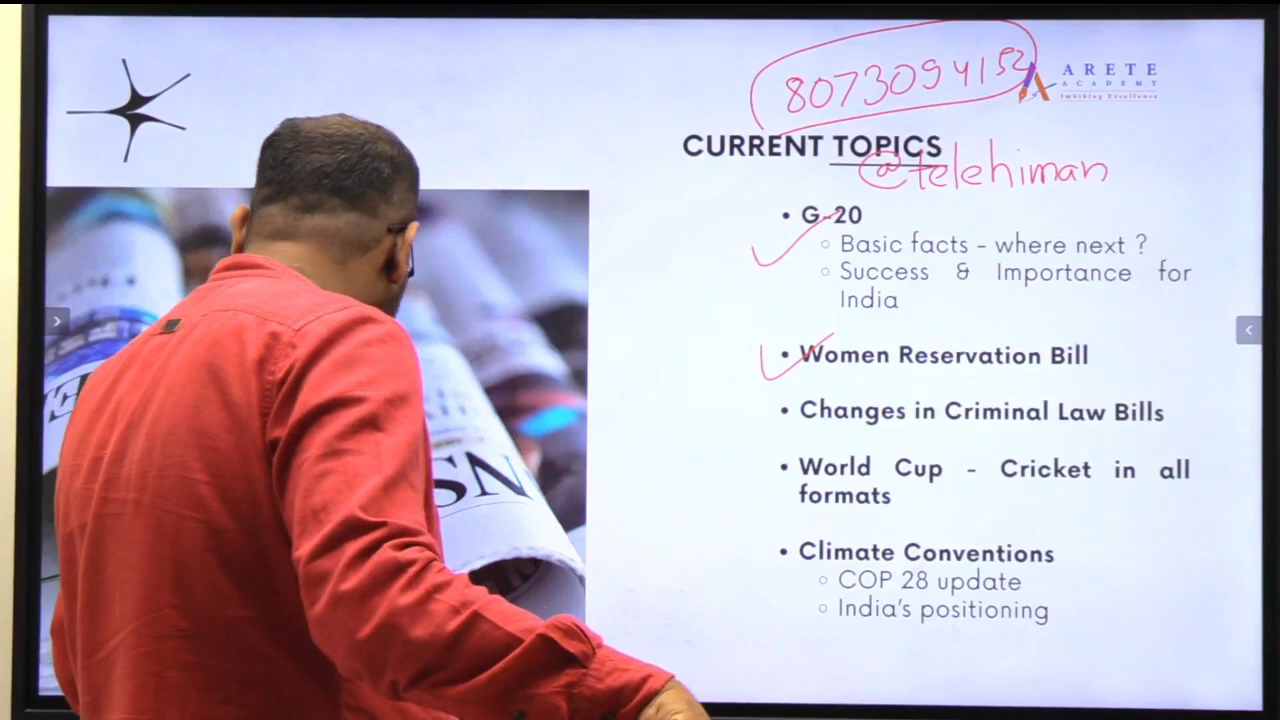 8073094152
ARETE
ACADEMY
Imbibing Excellence
CURRENT TOPICS
@telehiman
• G-20
○ Basic facts - where next ?
○ Success & Importance for
India
• Women Reservation Bill
• Changes in Criminal Law Bills
• World Cup - Cricket in all
formats
• Climate Conventions
○ COP 28 update
○ India's positioning
SN